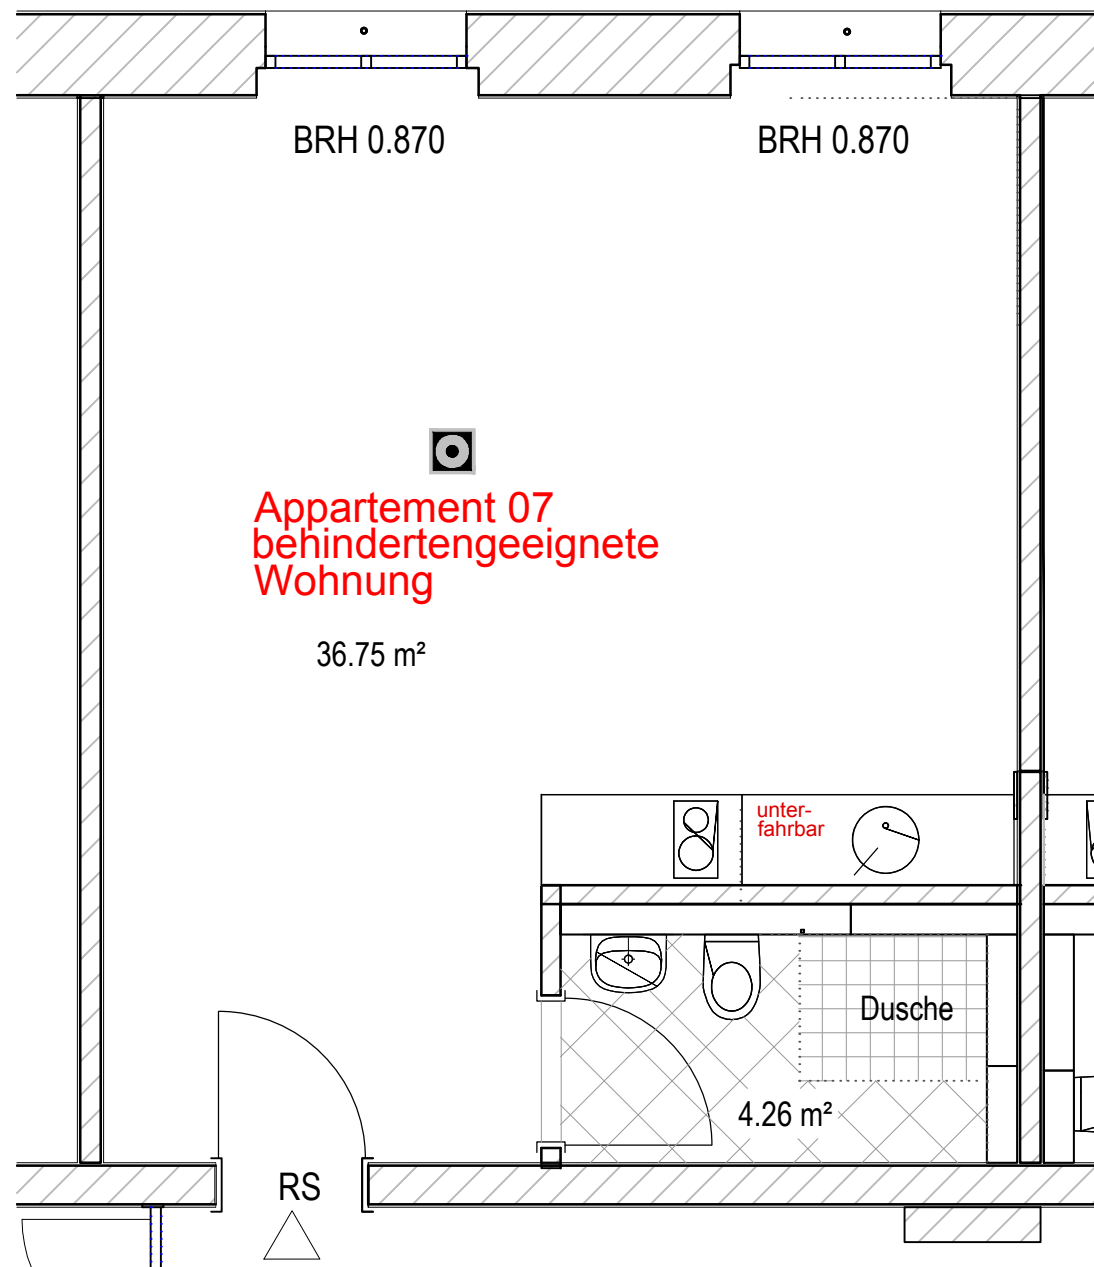 BRH 0.870
BRH 0.870
Appartement 07
behindertengeeignete
Wohnung
36.75 m²
unter-
fahrbar
Dusche
4.26 m²
RS